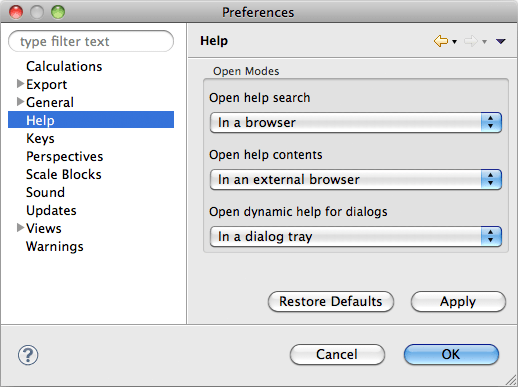 Preferences
type filter text
Calculations
Export
General
Help
Keys
Perspectives
Scale Blocks
Sound
Updates
Views
Warnings
Help
Open Modes
Open help search
In a browser
Open help contents
In an external browser
Open dynamic help for dialogs
In a dialog tray
Restore Defaults
Apply
?
Cancel
OK